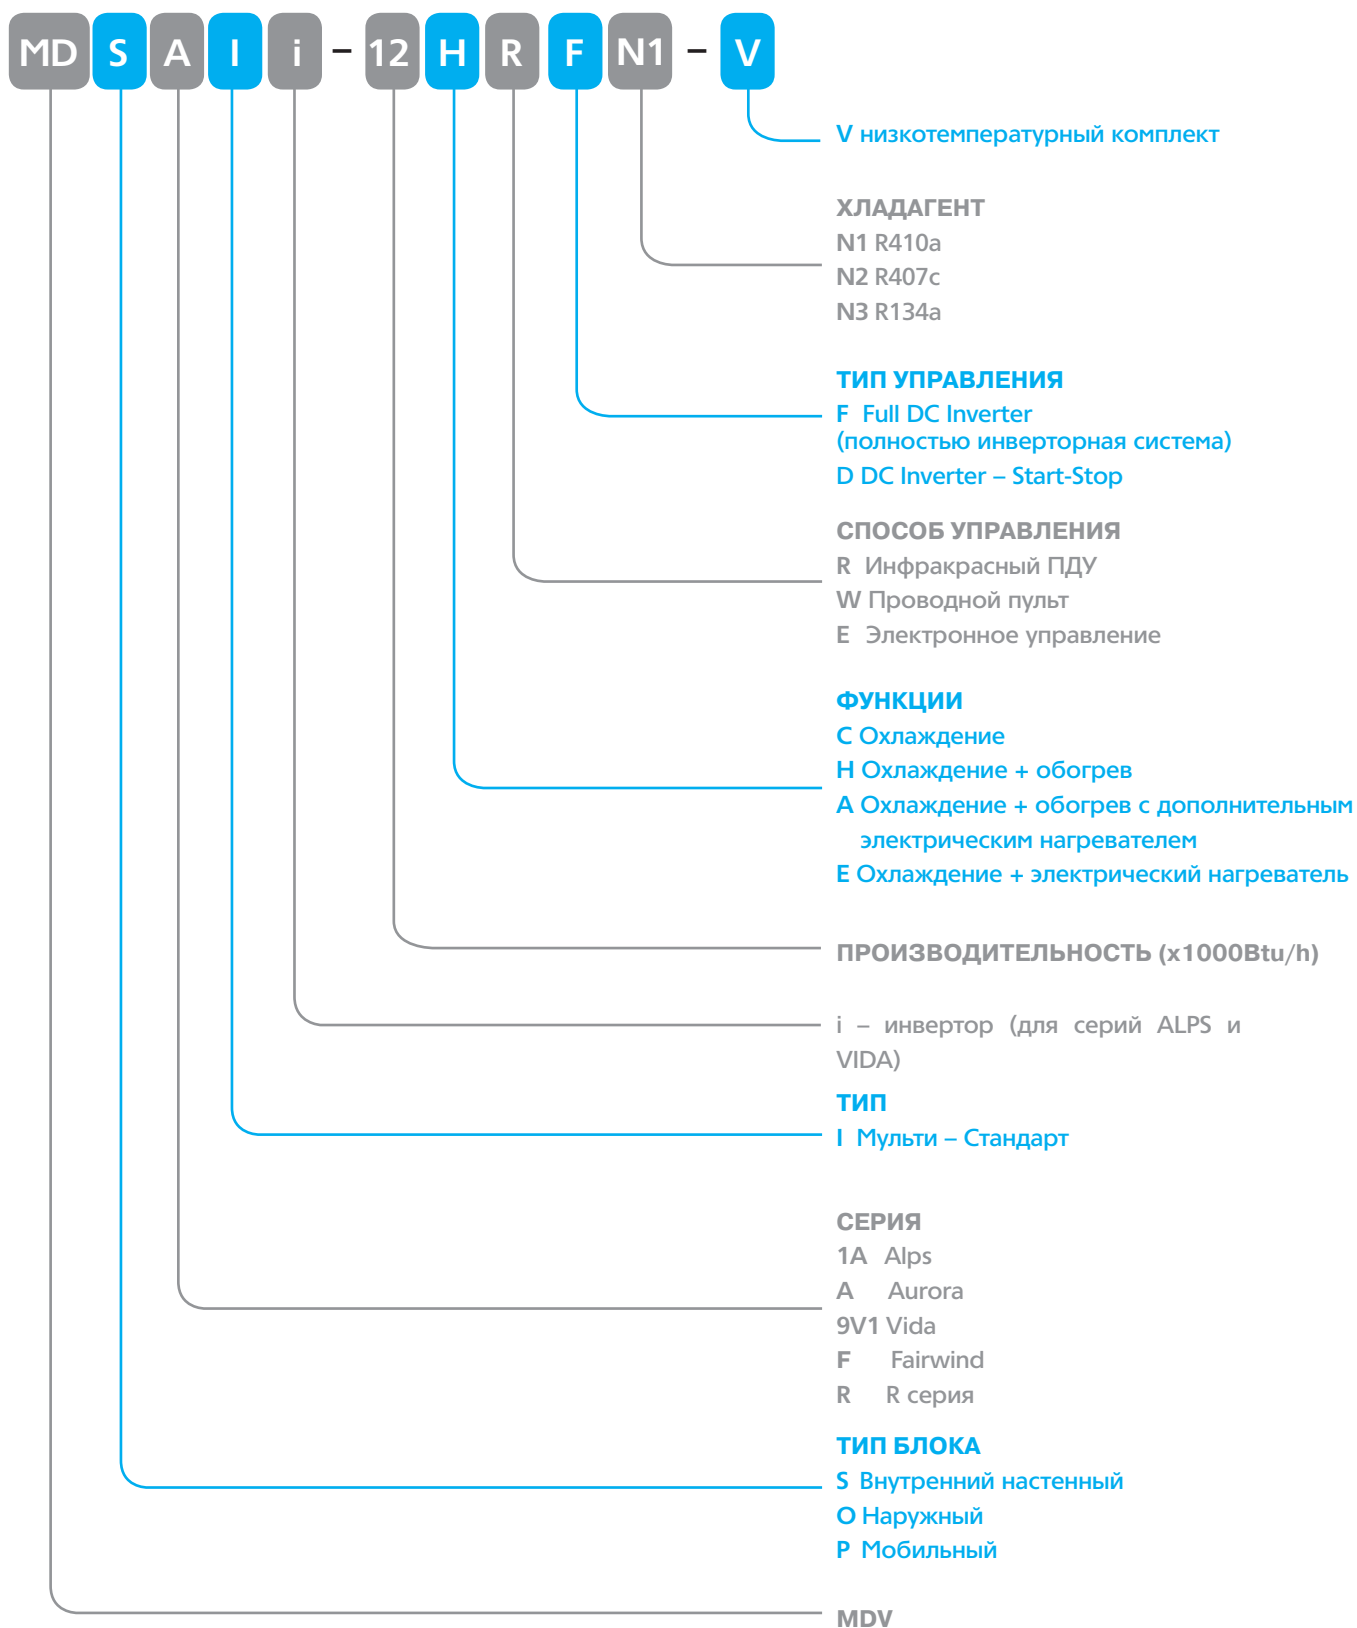 MD S A I i – 12 H R F N1 – V
V низкотемпературный комплект
ХЛАДАГЕНТ
N1 R410a
N2 R407c
N3 R134a
ТИП УПРАВЛЕНИЯ
F Full DC Inverter
(полностью инверторная система)
D DC Inverter – Start-Stop
СПОСОБ УПРАВЛЕНИЯ
R Инфракрасный ПДУ
W Проводной пульт
E Электронное управление
ФУНКЦИИ
C Охлаждение
H Охлаждение + обогрев
A Охлаждение + обогрев с дополнительным
электрическим нагревателем
E Охлаждение + электрический нагреватель
ПРОИЗВОДИТЕЛЬНОСТЬ (x1000Btu/h)
i – инвертор (для серий ALPS и
VIDA)
ТИП
I Мульти – Стандарт
СЕРИЯ
1A Alps
A Aurora
9V1 Vida
F Fairwind
R R серия
ТИП БЛОКА
S Внутренний настенный
O Наружный
P Мобильный
MDV